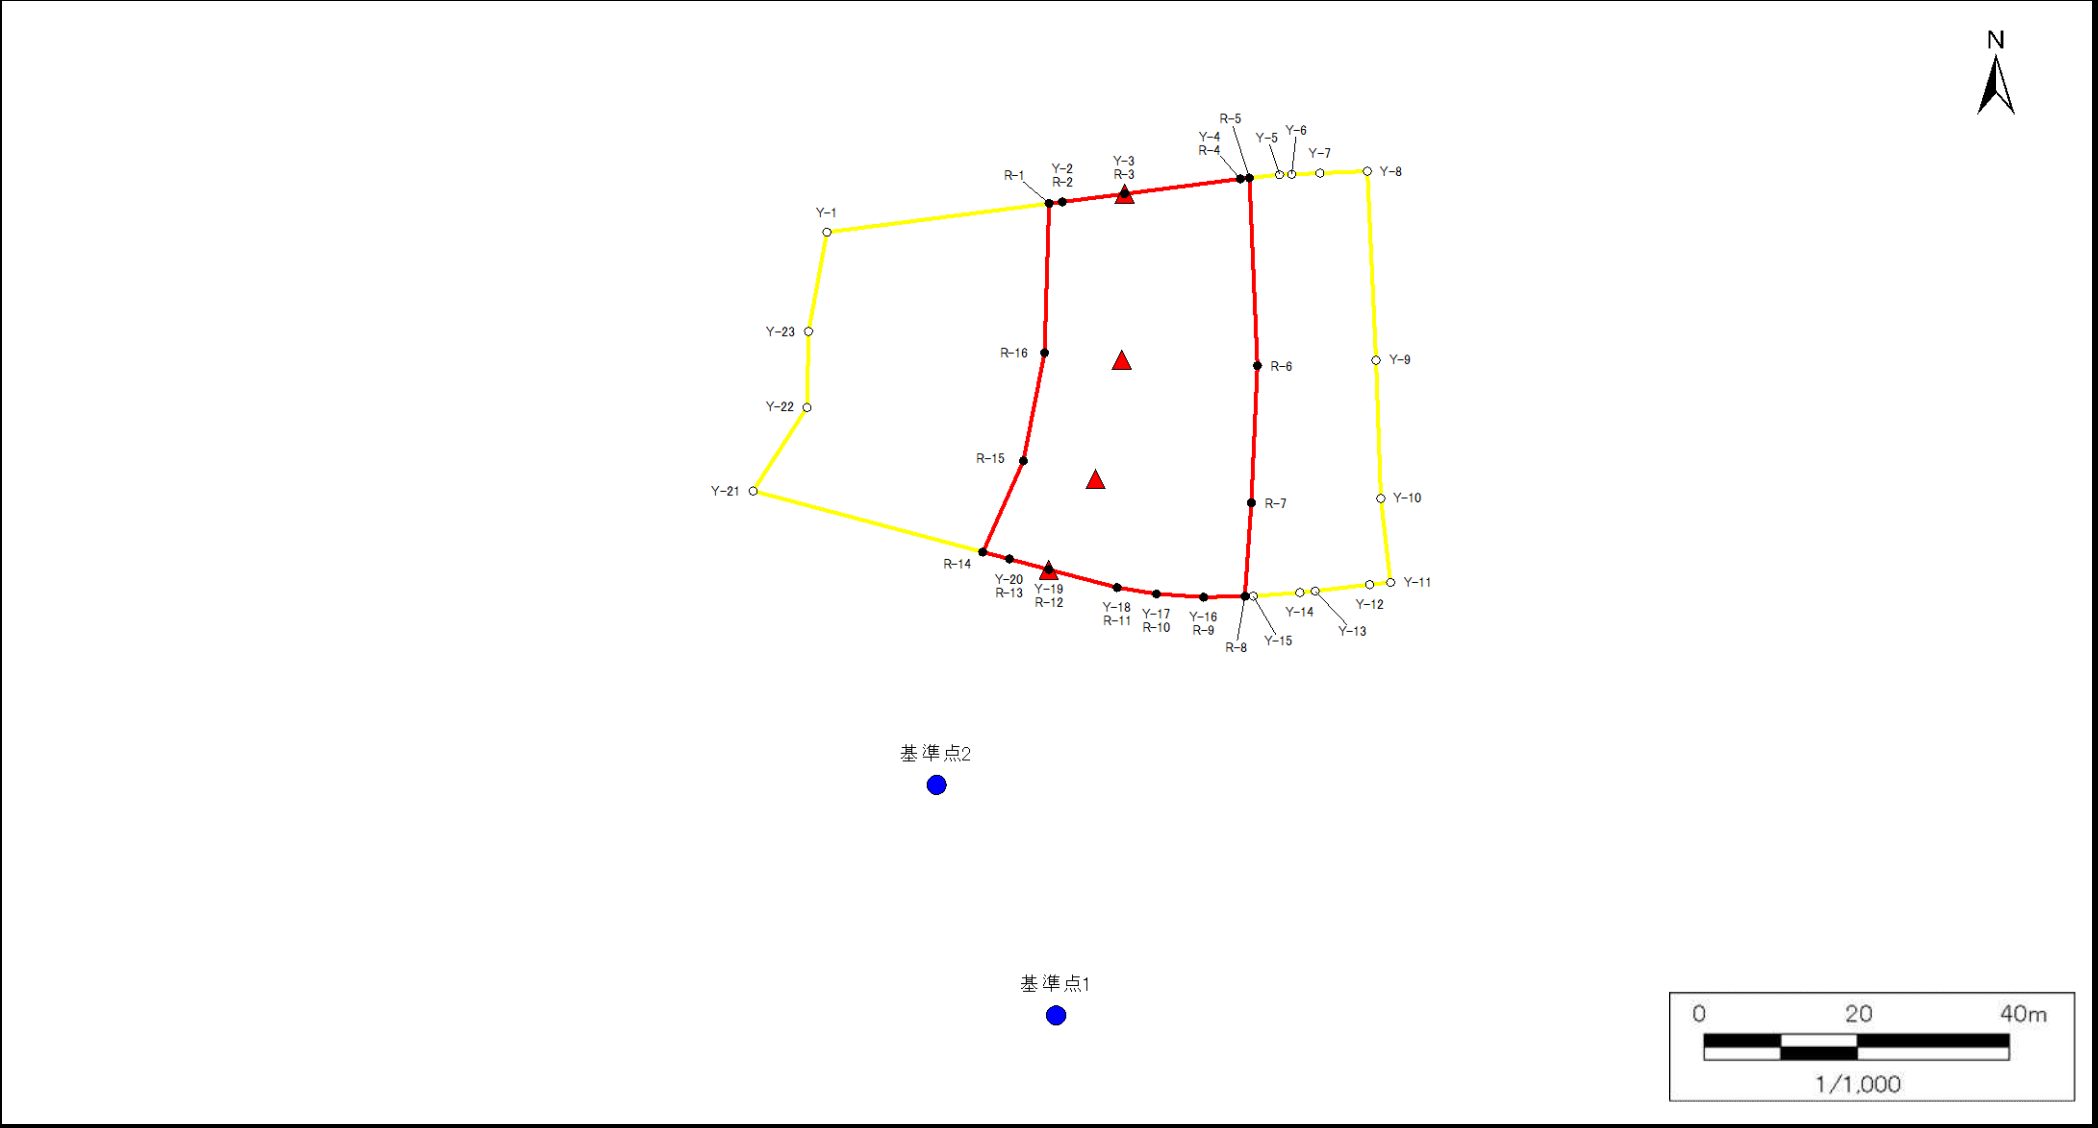 N
R-5
Y-6
Y-4
R-4
Y-5
Y-7
Y-3
R-3
Y-2
R-2
R-1
Y-8
Y-1
Y-23
R-16
Y-9
R-6
Y-22
R-15
Y-21
Y-10
R-7
R-14
Y-20
R-13
Y-19
R-12
Y-18
R-11
Y-17
R-10
Y-16
R-9
R-8
Y-15
Y-13
Y-14
Y-12
Y-11
基準点2
基準点1
0 20 40m
1/1,000